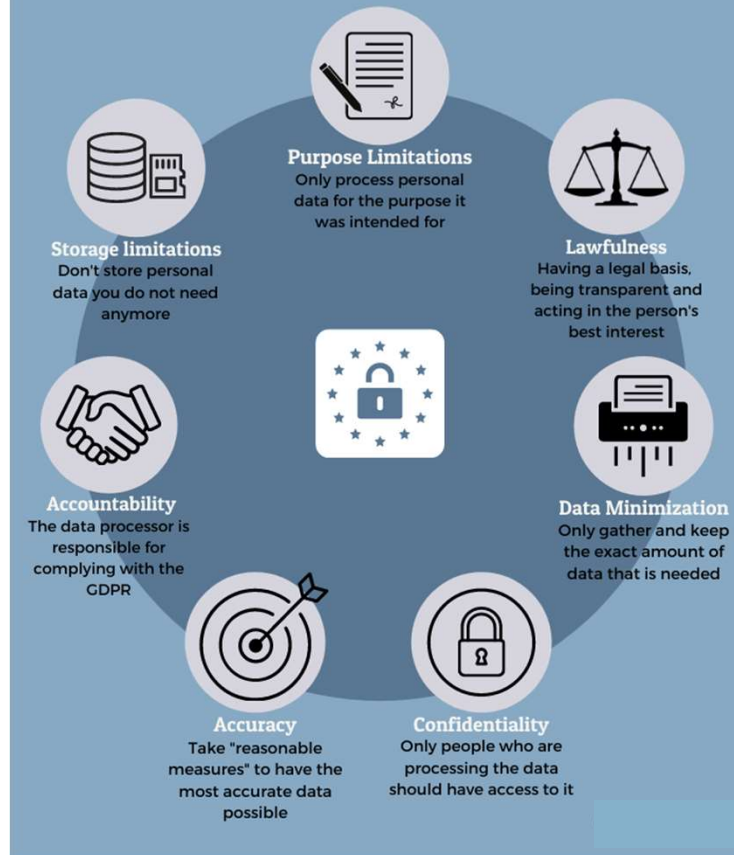 Purpose Limitations
Only process personal
data for the purpose it
was intended for
Lawfulness
Having a legal basis,
being transparent and
acting in the person's
best interest
Data Minimization
Only gather and keep
the exact amount of
data that is needed
Confidentiality
Only people who are
processing the data
should have access to it
Accuracy
Take "reasonable
measures" to have the
most accurate data
possible
Accountability
The data processor is
responsible for
complying with the
GDPR
Storage limitations
Don't store personal
data you do not need
anymore